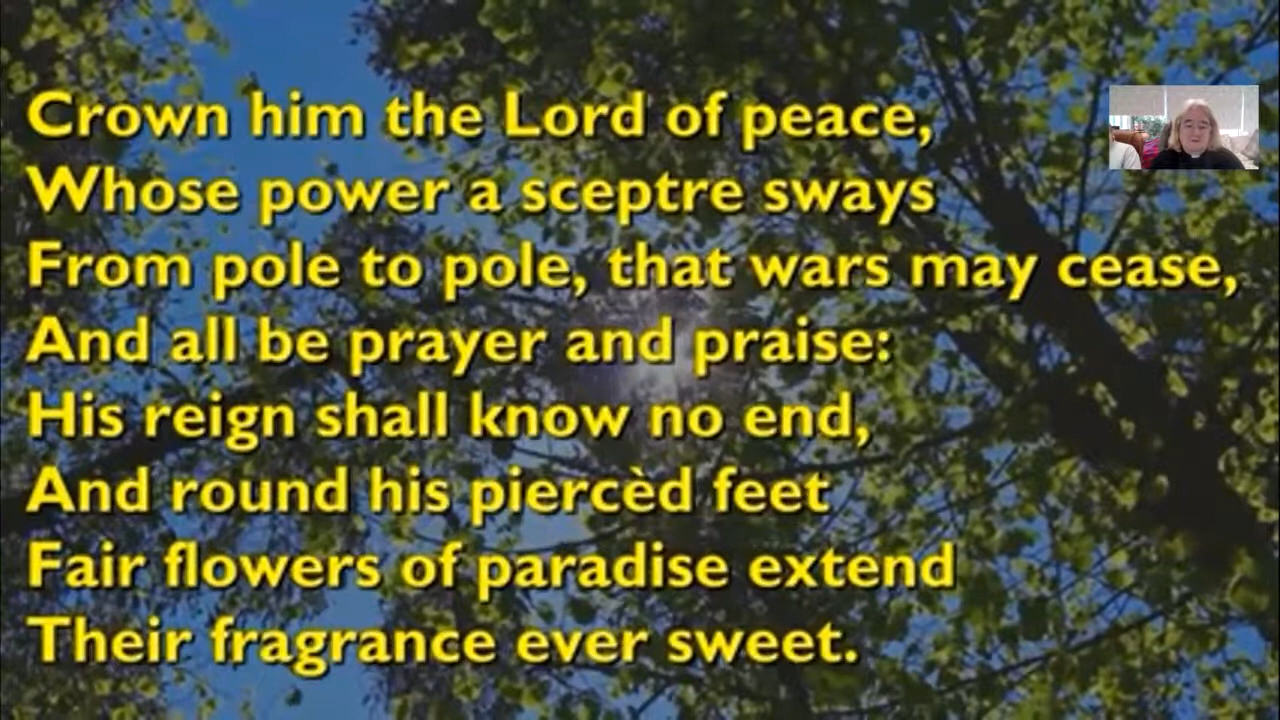 Crown him the Lord of peace,
Whose power a sceptre sways
From pole to pole, that wars may cease,
And all be prayer and praise:
His reign shall know no end,
And round his piercèd feet
Fair flowers of paradise extend
Their fragrance ever sweet.